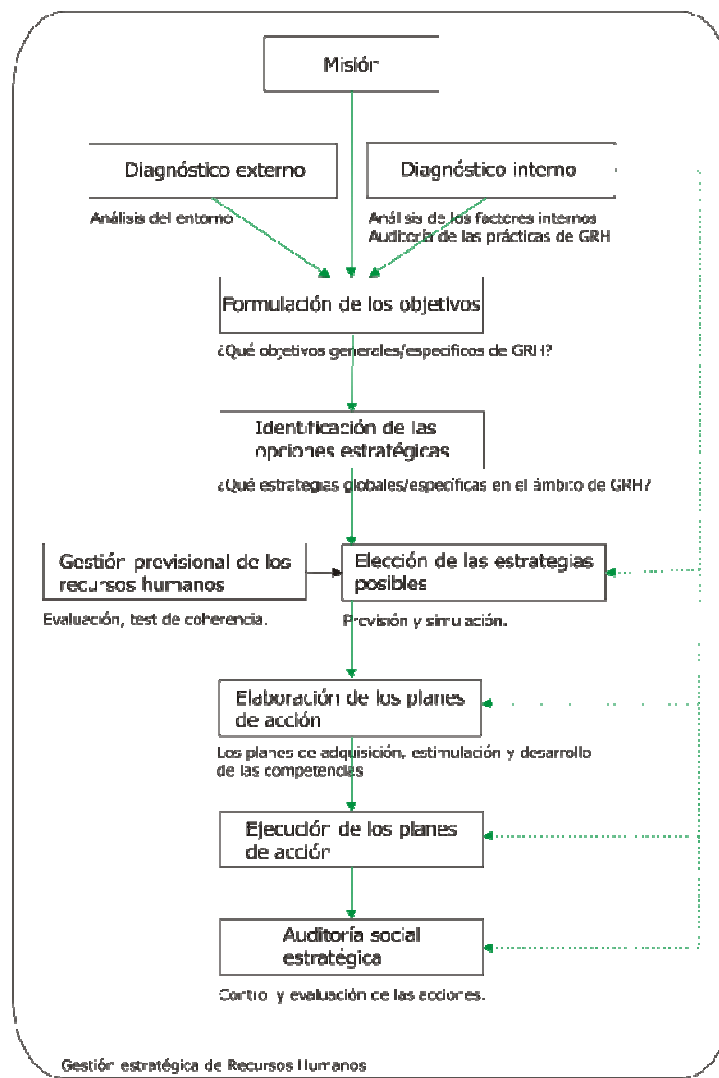 Misión
Diagnóstico externo
Diagnóstico interno
Análisis del entorno
Análisis de los factores internos
Auditoría de las prácticas de GRH
Formulación de los objetivos
¿Qué objetivos generales/específicos de GRH?
Identificación de las
opciones estratégicas
¿Qué estrategias globales/específicas en el ámbito de GRH?
Gestión previsional de los
recursos humanos
Elección de las estrategias
posibles
Evaluación, test de coherencia.
Previsión y simulación.
Elaboración de los planes
de acción
Los planes de adquisición, estimulación y desarrollo
de las competencias
Ejecución de los planes
de acción
Auditoría social
estratégica
Control y evaluación de las acciones.
Gestión estratégica de Recursos Humanos